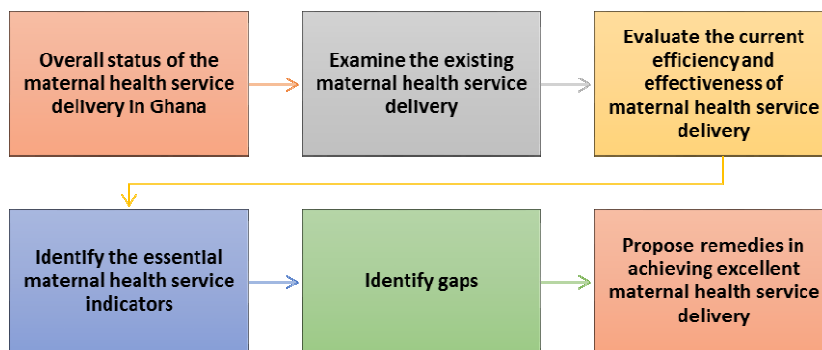 Overall status of the
maternal health service
delivery in Ghana
Examine the existing
maternal health service
delivery
Evaluate the current
efficiency and
effectiveness of
maternal health service
delivery
Identify the essential
maternal health service
indicators
Identify gaps
Propose remedies in
achieving excellent
maternal health service
delivery